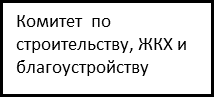 Комитет по
строительству, ЖКХ и
благоустройству